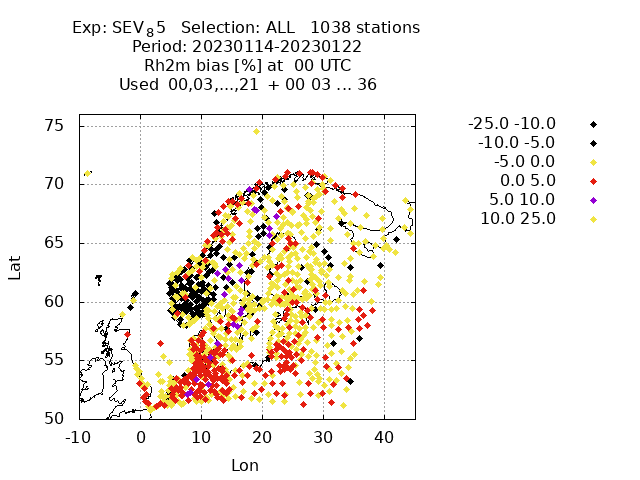 Exp: SEV₈5   Selection: ALL   1038 stations
Period: 20230114-20230122
Rh2m bias [%] at  00 UTC
Used  00,03,...,21  + 00 03 ... 36
-25.0 -10.0
-10.0 -5.0
-5.0 0.0
0.0 5.0
5.0 10.0
10.0 25.0
75
70
65
60
55
50
Lat
-10 0 10 20 30 40
Lon